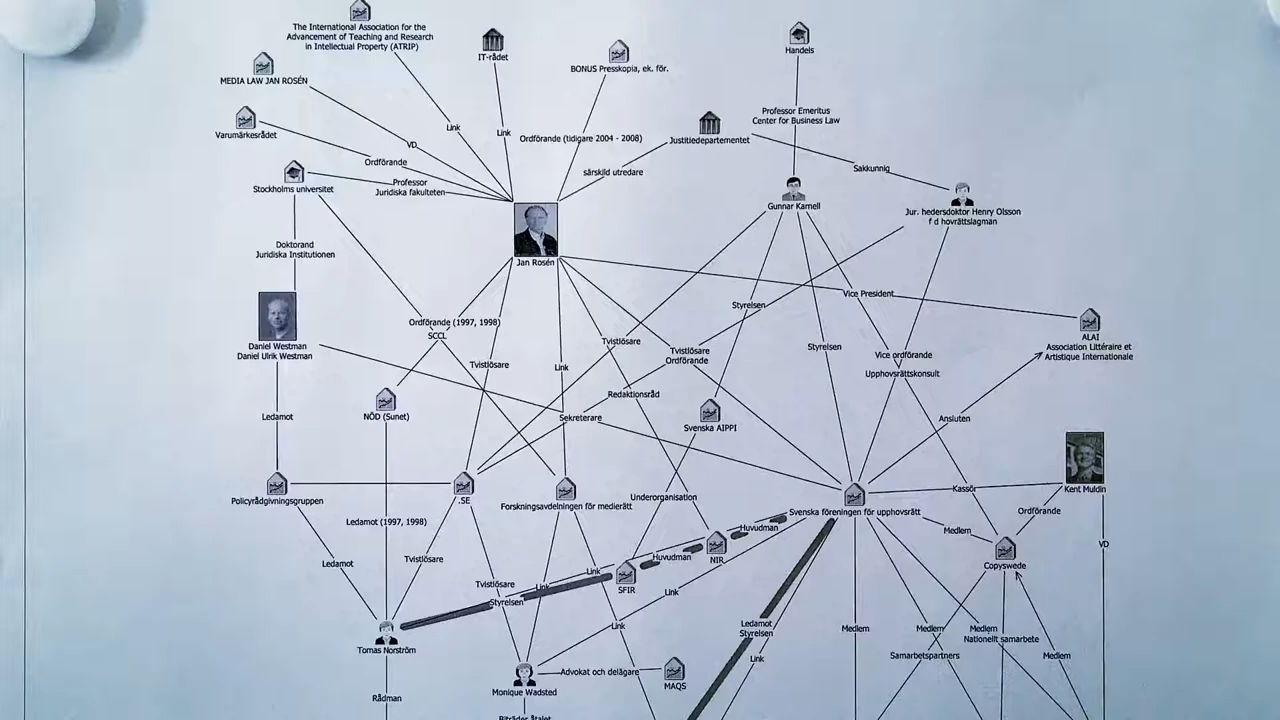 The International Association for the
Advancement of Teaching and Research
in Intellectual Property (ATRIP)
IT-rådet
BONUS Presskopia, ek. för.
Handels
MEDIA LAW JAN ROSÉN
Varumärkesrådet
Link
Link
Ordförande (tidigare 2004 - 2008)
Justitiedepartementet
Professor Emeritus
Center for Business Law
VD
Ordförande
särskild utredare
Sakkunnig
Stockholms universitet
Professor
Juridiska fakulteten
Gunnar Karnell
Jur. hedersdoktor Henry Olsson
f d hovrättslagman
Doktorand
Juridiska Institutionen
Jan Rosén
Vice President
Styrelsen
Ordförande (1997, 1998)
SCCL
Tvistlösare
ALAI
Association Littéraire et
Artistique Internationale
Daniel Westman
Daniel Ulrik Westman
Tvistlösare
Link
Tvistlösare
Ordförande
Styrelsen
Vice ordförande
Upphovsrättskonsult
Redaktionsråd
NÖD (Sunet)
Ledamot
Sekreterare
Svenska AIPPI
Ansluten
Policyrådgivningsgruppen
.SE
Forskningsavdelningen för medierätt
Underorganisation
Svenska föreningen för upphovsrätt
Kassör
Kent Muldin
Ordförande
Ledamot (1997, 1998)
Huvudman
Medlem
VD
Ledamot
Tvistlösare
Link
Huvudman
NIR
Copyswede
Tvistlösare
Link
SFIR
Styrelsen
Link
Link
Ledamot
Styrelsen
Medlem
Medlem
Medlem
Nationellt samarbete
Tomas Norström
Link
Samarbetspartners
Medlem
Advokat och delägare
MAQS
Monique Wadsted
Rådman
Biträder åtalet